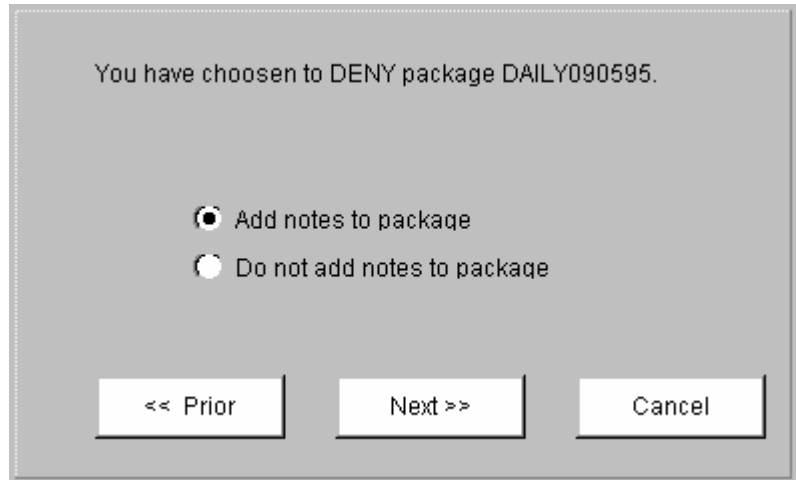 You have choosen to DENY package DAILY090595.
Add notes to package
Do not add notes to package
<< Prior
Next >>
Cancel